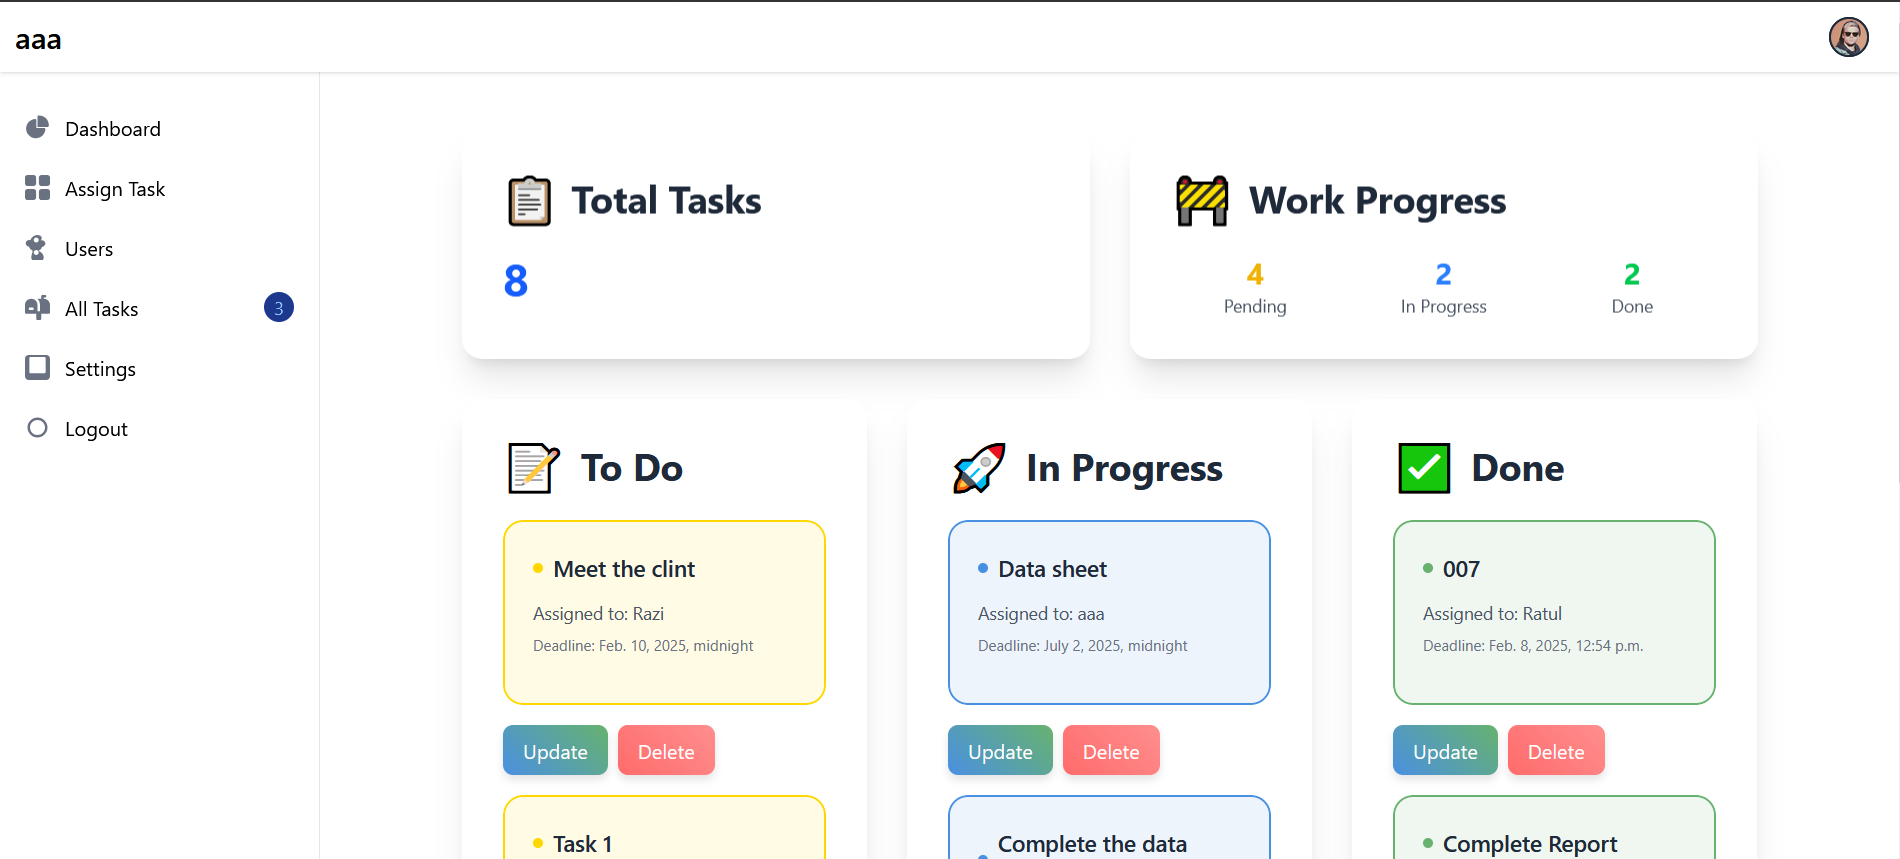 aaa
Dashboard
Assign Task
Users
All Tasks 3
Settings
Logout
Total Tasks
8
Work Progress
4 2 2
Pending In Progress Done
To Do
Meet the clint
Assigned to: Razi
Deadline: Feb. 10, 2025, midnight
Update Delete
Task 1
In Progress
Data sheet
Assigned to: aaa
Deadline: July 2, 2025, midnight
Update Delete
Complete the data
Done
007
Assigned to: Ratul
Deadline: Feb. 8, 2025, 12:54 p.m.
Update Delete
Complete Report